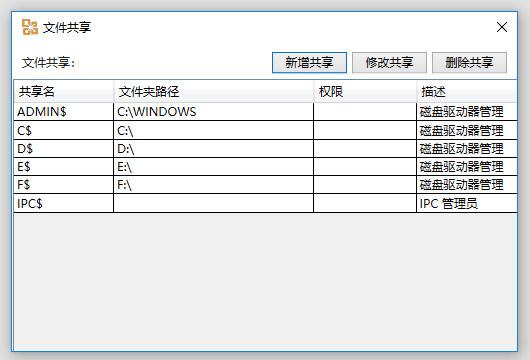 文件共享
文件共享：
新增共享 修改共享 删除共享
共享名 文件夹路径 权限 描述
ADMIN$ C:\WINDOWS 磁盘驱动器管理
C$ C:\ 磁盘驱动器管理
D$ D:\ 磁盘驱动器管理
E$ E:\ 磁盘驱动器管理
F$ F:\ 磁盘驱动器管理
IPC$ IPC 管理员